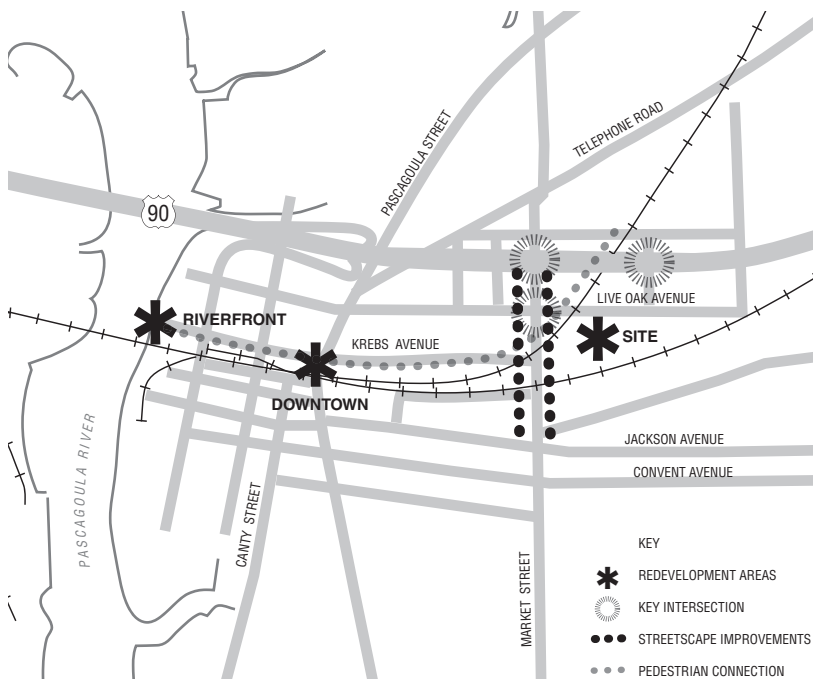 PASCAGOULA STREET
TELEPHONE ROAD
90
LIVE OAK AVENUE
RIVERFRONT
SITE
KREBS AVENUE
DOWNTOWN
PASCAGOULA RIVER
JACKSON AVENUE
CONVENT AVENUE
CANTY STREET
MARKET STREET
KEY
REDEVELOPMENT AREAS
KEY INTERSECTION
STREETSCAPE IMPROVEMENTS
PEDESTRIAN CONNECTION